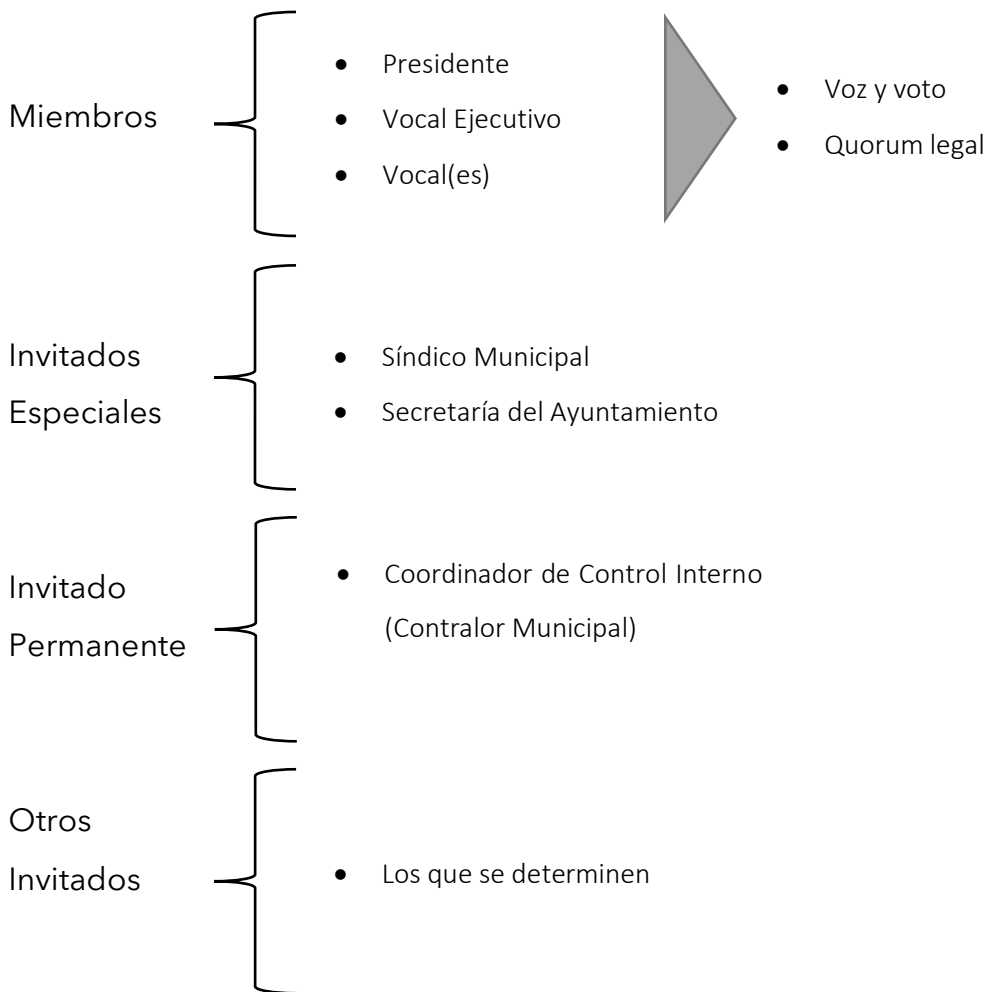 Miembros
• Presidente
• Vocal Ejecutivo
• Vocal(es)
• Voz y voto
• Quorum legal
Invitados
Especiales
• Síndico Municipal
• Secretaría del Ayuntamiento
Invitado
Permanente
• Coordinador de Control Interno
(Contralor Municipal)
Otros
Invitados
• Los que se determinen